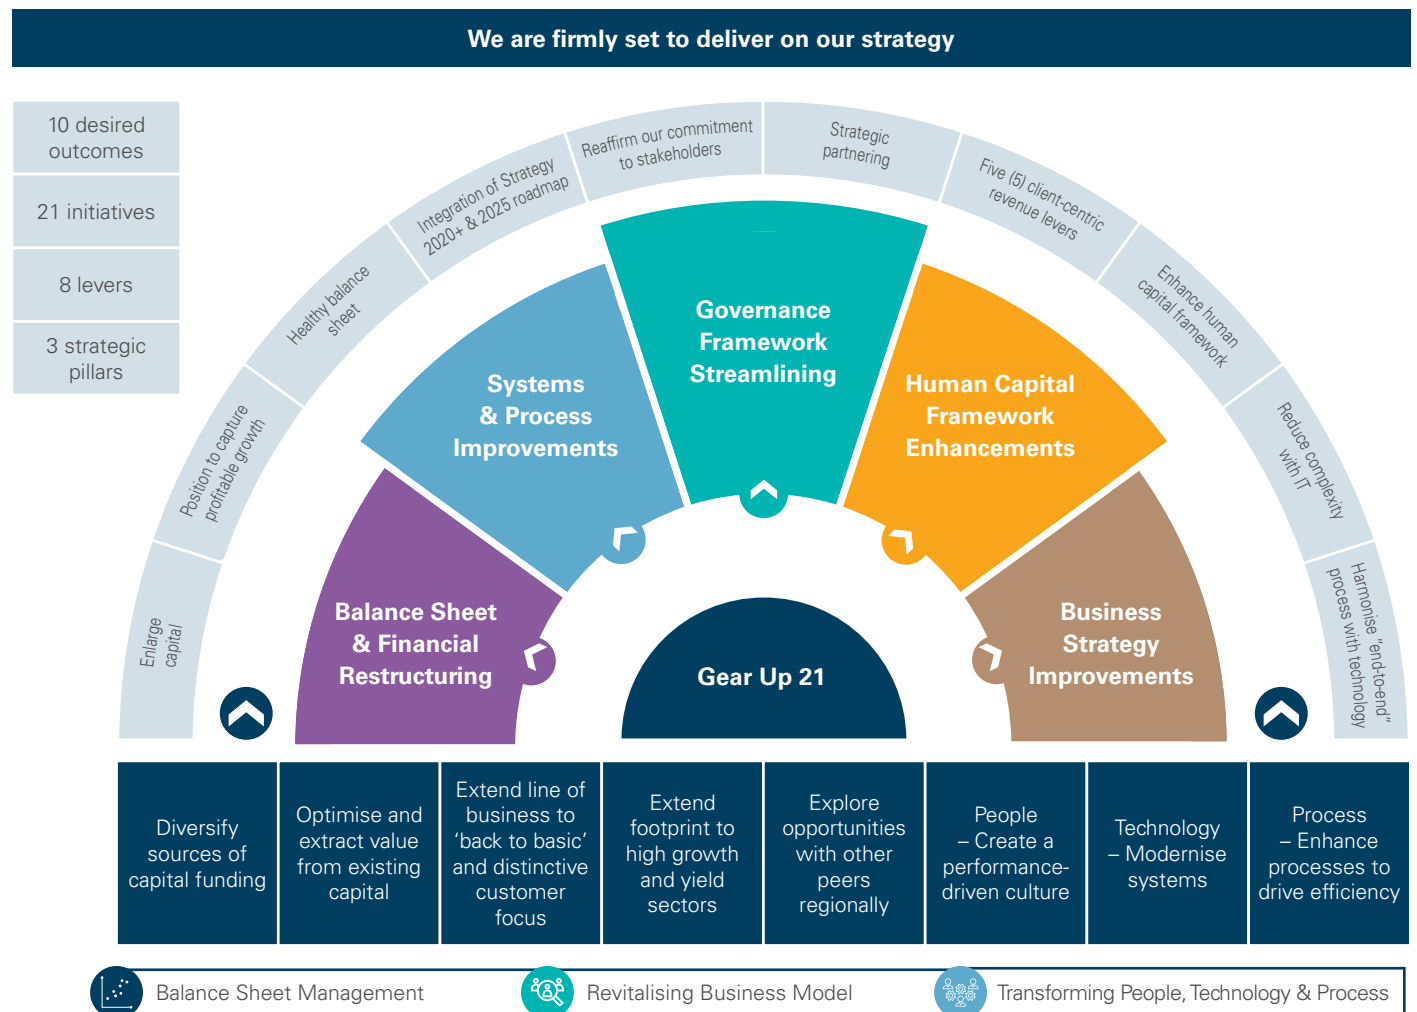 We are firmly set to deliver on our strategy
10 desired
outcomes
21 initiatives
8 levers
3 strategic
pillars
Enlarge
capital
Position to capture
profitable growth
Healthy balance
sheet
Integration of Strategy
2020+ & 2025 roadmap
Reaffirm our commitment
to stakeholders
Strategic
partnering
Five (5) client-centric
revenue levers
Enhance human
capital framework
Reduce complexity
with IT
Harmonise “end-to-end”
process with technology
Balance Sheet
& Financial
Restructuring
Systems
& Process
Improvements
Governance
Framework
Streamlining
Human Capital
Framework
Enhancements
Business
Strategy
Improvements
Gear Up 21
Diversify
sources of
capital funding
Optimise and
extract value
from existing
capital
Extend line of
business to
‘back to basic’
and distinctive
customer
focus
Extend
footprint to
high growth
and yield
sectors
Explore
opportunities
with other
peers
regionally
People
– Create a
performance-
driven culture
Technology
– Modernise
systems
Process
– Enhance
processes to
drive efficiency
Balance Sheet Management
Revitalising Business Model
Transforming People, Technology & Process